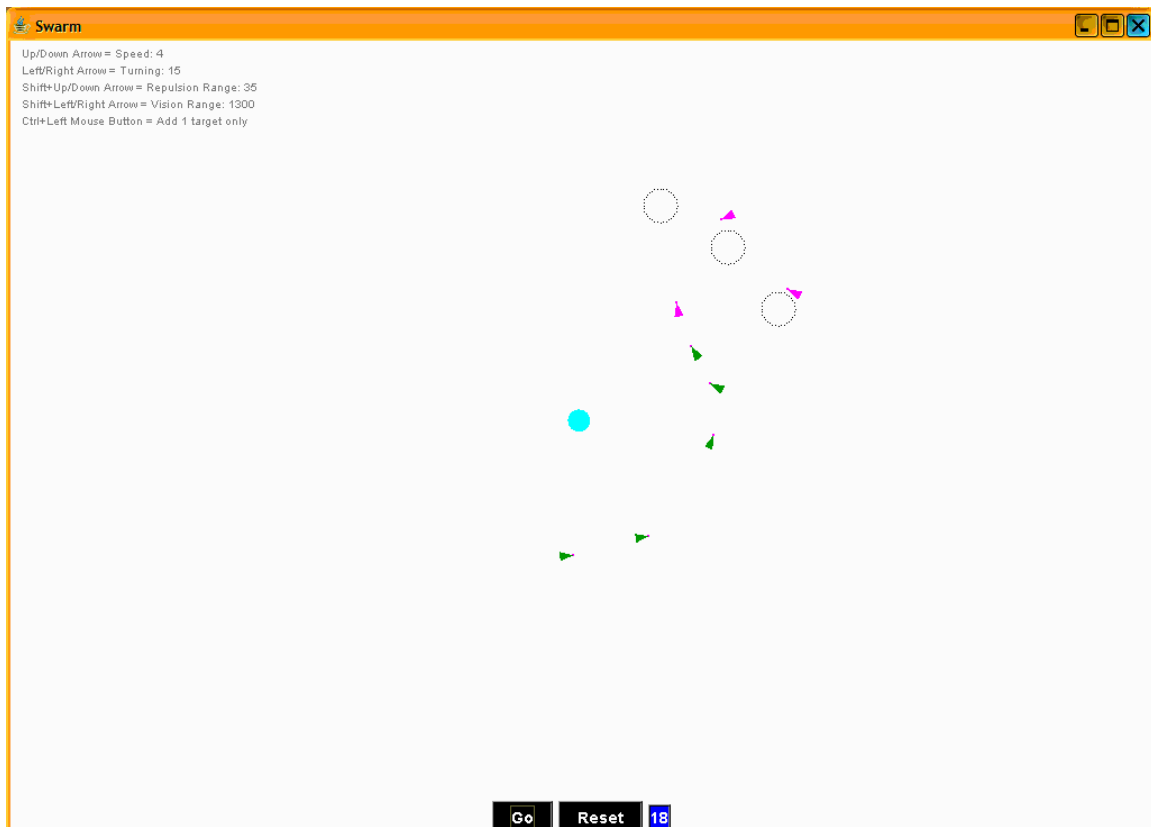 Swarm
Up/Down Arrow = Speed: 4
Left/Right Arrow = Turning: 15
Shift+Up/Down Arrow = Repulsion Range: 35
Shift+Left/Right Arrow = Vision Range: 1300
Ctrl+Left Mouse Button = Add 1 target only
Go Reset 18